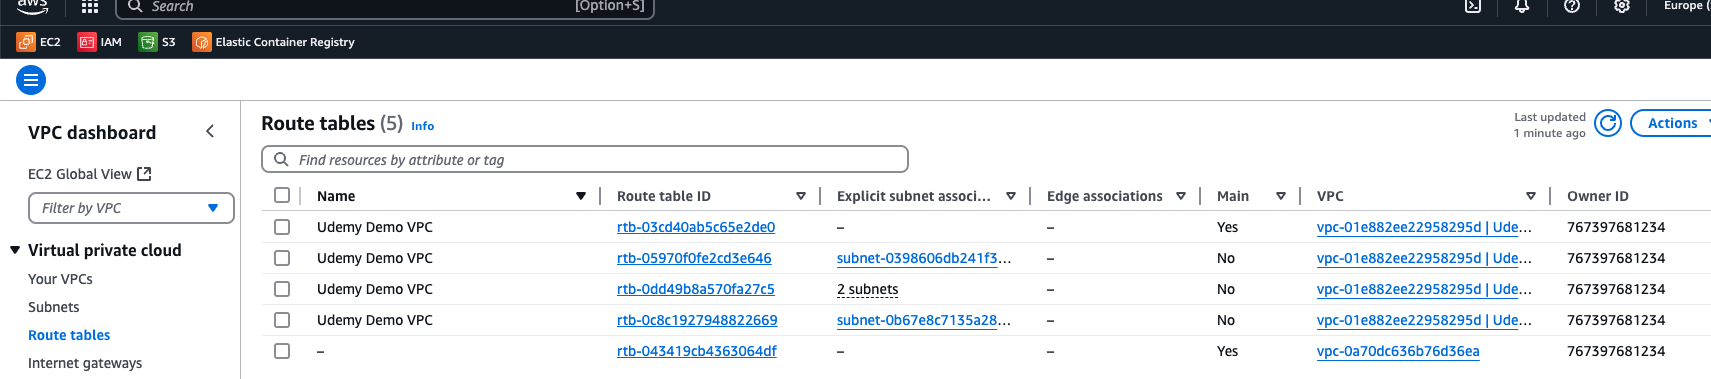 aws Search [Option+S] Europe (
EC2 IAM S3 Elastic Container Registry
VPC dashboard
EC2 Global View
Filter by VPC
Virtual private cloud
Your VPCs
Subnets
Route tables
Internet gateways
Route tables (5) Info
Last updated
1 minute ago
Actions
Find resources by attribute or tag
Name Route table ID Explicit subnet associ... Edge associations Main VPC Owner ID
Udemy Demo VPC rtb-03cd40ab5c65e2de0 – – Yes vpc-01e882ee22958295d | Ude... 767397681234
Udemy Demo VPC rtb-05970f0fe2cd3e646 subnet-0398606db241f3... – No vpc-01e882ee22958295d | Ude... 767397681234
Udemy Demo VPC rtb-0dd49b8a570fa27c5 2 subnets – No vpc-01e882ee22958295d | Ude... 767397681234
Udemy Demo VPC rtb-0c8c1927948822669 subnet-0b67e8c7135a28... – No vpc-01e882ee22958295d | Ude... 767397681234
– rtb-043419cb4363064df – – Yes vpc-0a70dc636b76d36ea 767397681234